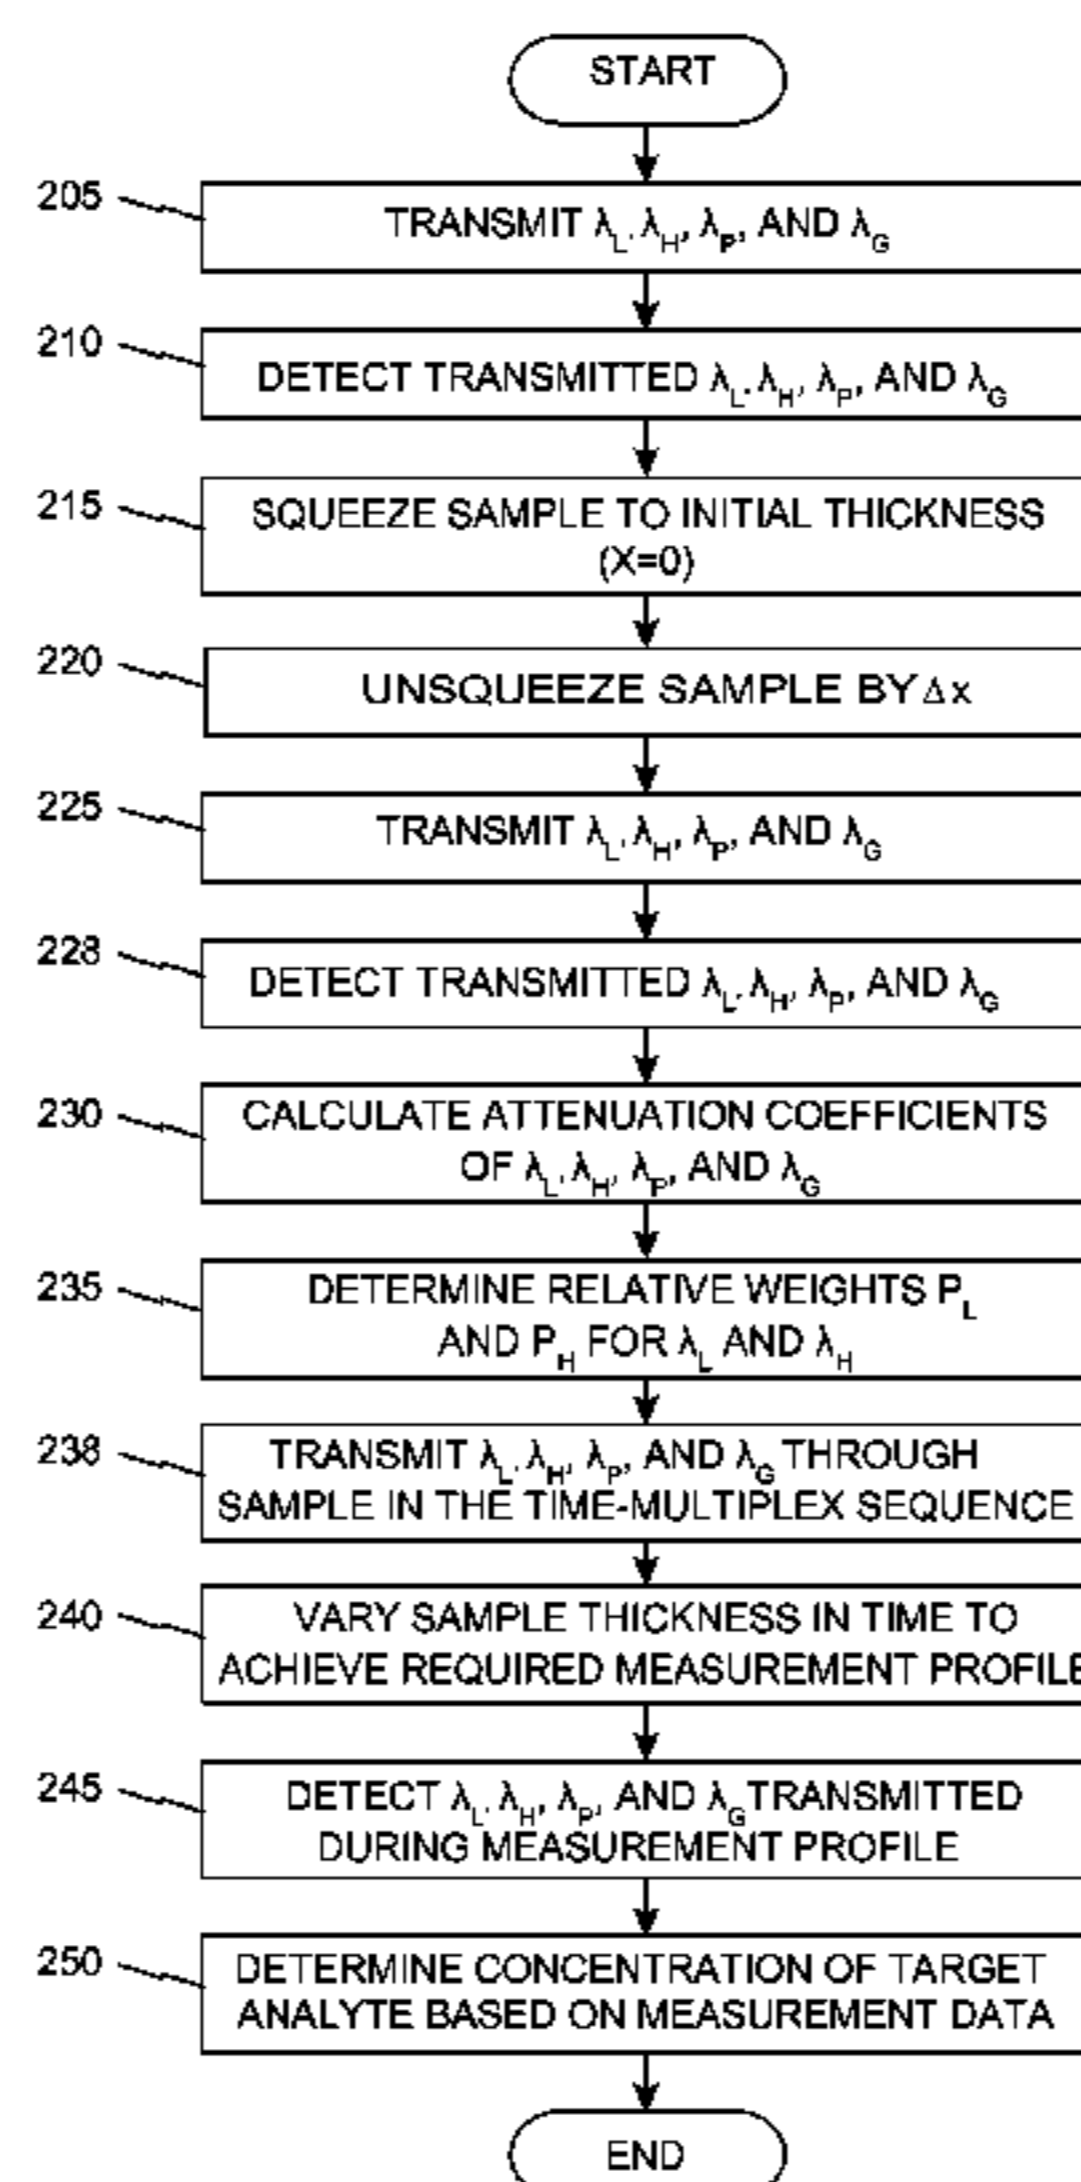 START
205
TRANSMIT λL, λH, λP, AND λG
210
DETECT TRANSMITTED λL, λH, λP, AND λG
215
SQUEEZE SAMPLE TO INITIAL THICKNESS
(X=0)
220
UNSQUEEZE SAMPLE BY Δx
225
TRANSMIT λL, λH, λP, AND λG
228
DETECT TRANSMITTED λL, λH, λP, AND λG
230
CALCULATE ATTENUATION COEFFICIENTS
OF λL, λH, λP, AND λG
235
DETERMINE RELATIVE WEIGHTS PL
AND PH FOR λL AND λH
238
TRANSMIT λL, λH, λP, AND λG THROUGH
SAMPLE IN THE TIME-MULTIPLEX SEQUENCE
240
VARY SAMPLE THICKNESS IN TIME TO
ACHIEVE REQUIRED MEASUREMENT PROFILE
245
DETECT λL, λH, λP, AND λG TRANSMITTED
DURING MEASUREMENT PROFILE
250
DETERMINE CONCENTRATION OF TARGET
ANALYTE BASED ON MEASUREMENT DATA
END